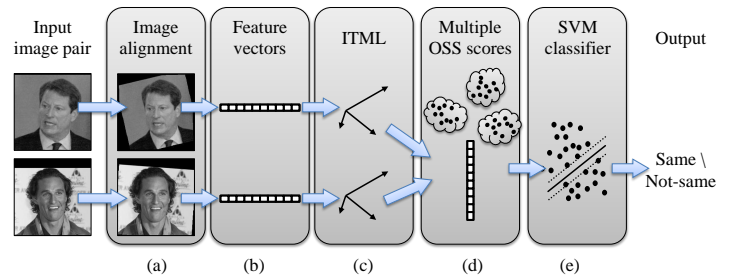 Input
image pair
Image
alignment
Feature
vectors
ITML
Multiple
OSS scores
SVM
classifier
Output
Same \
Not-same
(a)
(b)
(c)
(d)
(e)